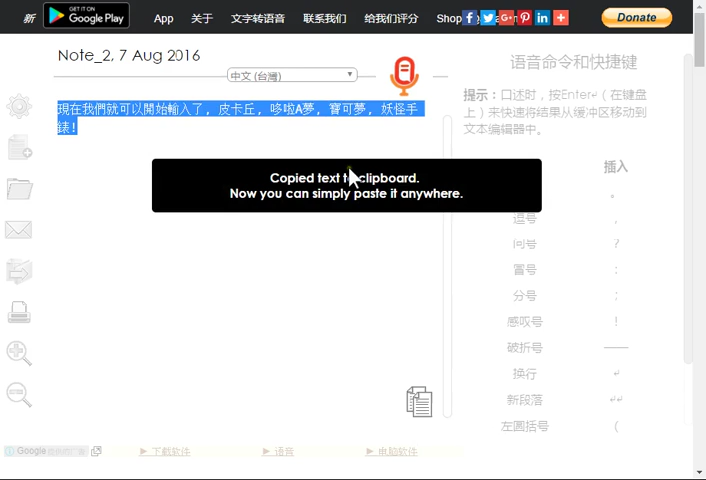 新 GET IT ON Google Play App 关于 文字转语音 联系我们 给我们评分 Shop Donate
Note_2, 7 Aug 2016
中文 (台灣)
現在我們就可以開始輸入了, 皮卡丘, 哆啦A夢, 寶可夢, 妖怪手
錶!
Copied text to clipboard.
Now you can simply paste it anywhere.
语音命令和快捷键
提示：口述时，按Enter↵（在键盘
上）来快速将结果从缓冲区移动到
文本编辑器中。
插入
。
逗号 ,
问号 ?
冒号 :
分号 ;
感叹号 !
破折号 ——
换行 ↵
新段落 ↵↵
左圆括号 (
Google
▶ 下载软件 ▶ 语音 ▶ 电脑软件